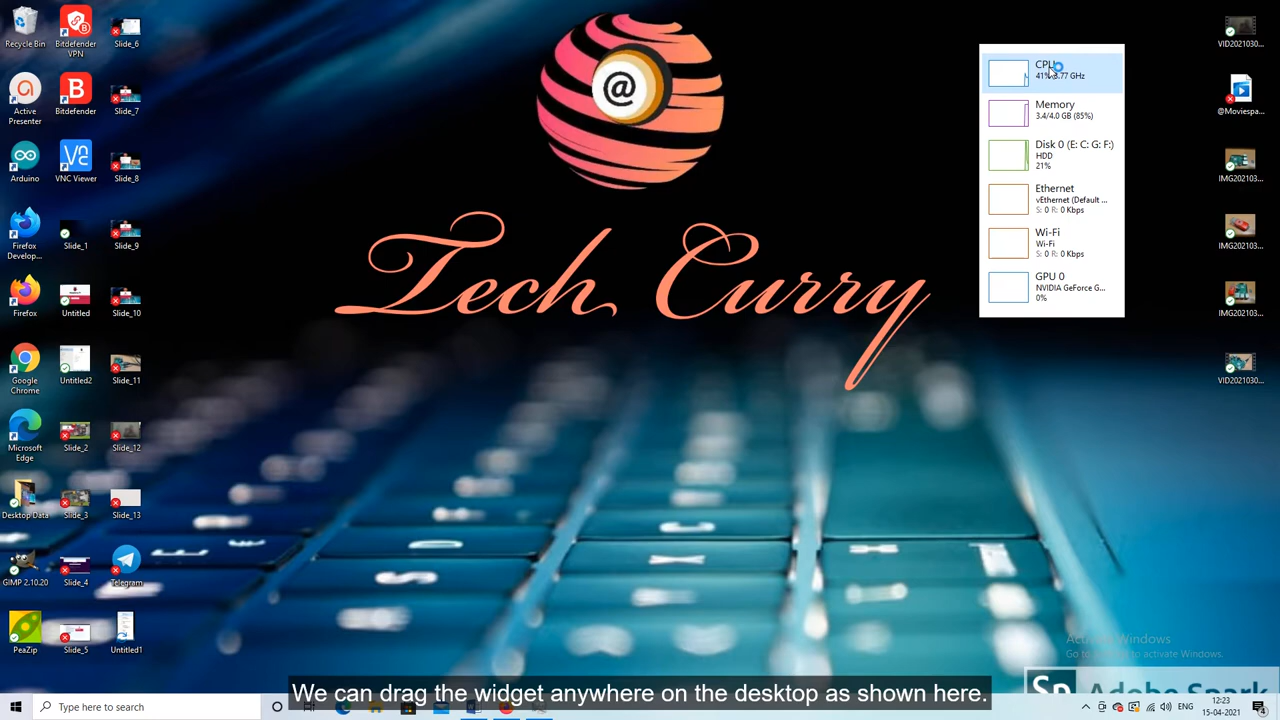 Recycle Bin
Bitdefender VPN
Slide_6
Active Presenter
Bitdefender
Slide_7
Arduino
VNC Viewer
Slide_8
Firefox Develop...
Slide_1
Slide_9
Firefox
Untitled
Slide_10
Google Chrome
Untitled2
Slide_11
Microsoft Edge
Slide_2
Slide_12
Desktop Data
Slide_3
Slide_13
GIMP 2.10.20
Slide_4
Telegram
PeaZip
Slide_5
Untitled1
@
Tech Curry
CPU
41% 3.77 GHz
Memory
3.4/4.0 GB (85%)
Disk 0 (E: C: G: F:)
HDD
21%
Ethernet
vEthernet (Default ...
S: 0 R: 0 Kbps
Wi-Fi
Wi-Fi
S: 0 R: 0 Kbps
GPU 0
NVIDIA GeForce G...
0%
VID2021030...
@Moviespa...
IMG202103...
IMG202103...
IMG202103...
VID2021030...
Activate Windows
Go to to activate Windows.
Sp Adobe Spark
We can drag the widget anywhere on the desktop as shown here.
Type here to search
ENG
12:23
15-04-2021
4